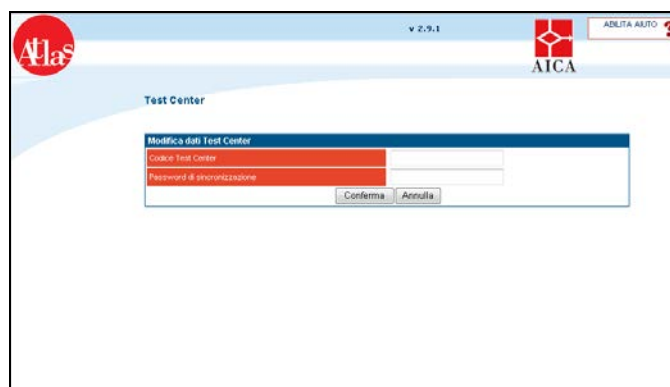 v 2.9.1
ABILITA AIUTO ?
Atlas
AICA
Test Center
Modifica dati Test Center
Codice Test Center
Password di sincronizzazione
Conferma Annulla